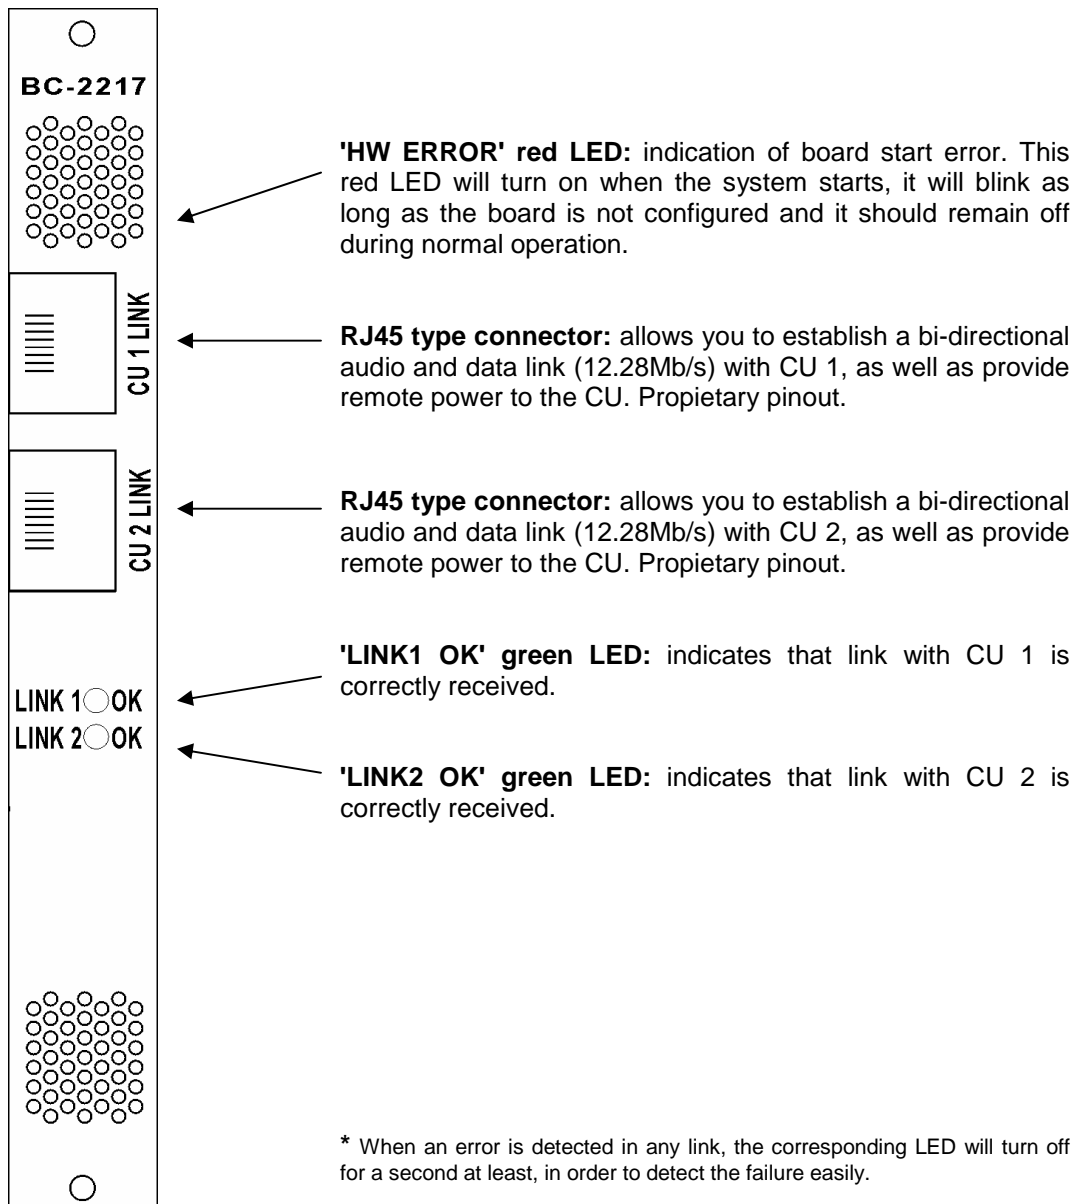 BC-2217
'HW ERROR' red LED: indication of board start error. This
red LED will turn on when the system starts, it will blink as
long as the board is not configured and it should remain off
during normal operation.
CU 1 LINK
RJ45 type connector: allows you to establish a bi-directional
audio and data link (12.28Mb/s) with CU 1, as well as provide
remote power to the CU. Propietary pinout.
CU 2 LINK
RJ45 type connector: allows you to establish a bi-directional
audio and data link (12.28Mb/s) with CU 2, as well as provide
remote power to the CU. Propietary pinout.
'LINK1 OK' green LED: indicates that link with CU 1 is
correctly received.
LINK 1 OK
LINK 2 OK
'LINK2 OK' green LED: indicates that link with CU 2 is
correctly received.
* When an error is detected in any link, the corresponding LED will turn off
for a second at least, in order to detect the failure easily.